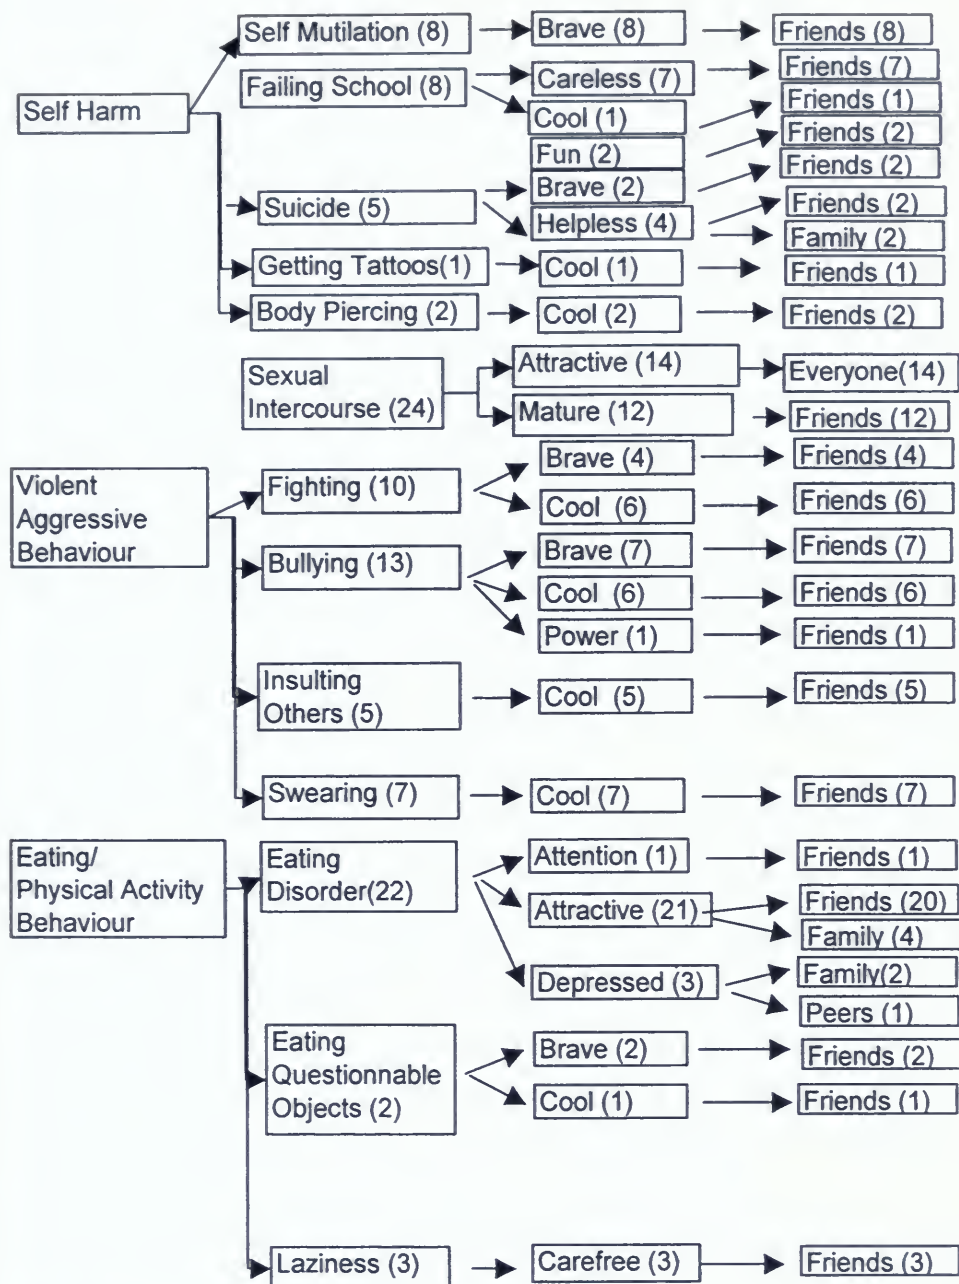 Self Mutilation (8)
Brave (8)
Friends (8)
Failing School (8)
Careless (7)
Friends (7)
Self Harm
Cool (1)
Friends (1)
Fun (2)
Friends (2)
Suicide (5)
Brave (2)
Friends (2)
Helpless (4)
Friends (2)
Family (2)
Getting Tattoos(1)
Cool (1)
Friends (1)
Body Piercing (2)
Cool (2)
Friends (2)
Sexual
Intercourse (24)
Attractive (14)
Everyone(14)
Mature (12)
Friends (12)
Violent
Aggressive
Behaviour
Fighting (10)
Brave (4)
Friends (4)
Cool (6)
Friends (6)
Bullying (13)
Brave (7)
Friends (7)
Cool (6)
Friends (6)
Power (1)
Friends (1)
Insulting
Others (5)
Cool (5)
Friends (5)
Swearing (7)
Cool (7)
Friends (7)
Eating/
Physical Activity
Behaviour
Eating
Disorder(22)
Attention (1)
Friends (1)
Attractive (21)
Friends (20)
Family (4)
Depressed (3)
Family(2)
Peers (1)
Eating
Questionnable
Objects (2)
Brave (2)
Friends (2)
Cool (1)
Friends (1)
Laziness (3)
Carefree (3)
Friends (3)